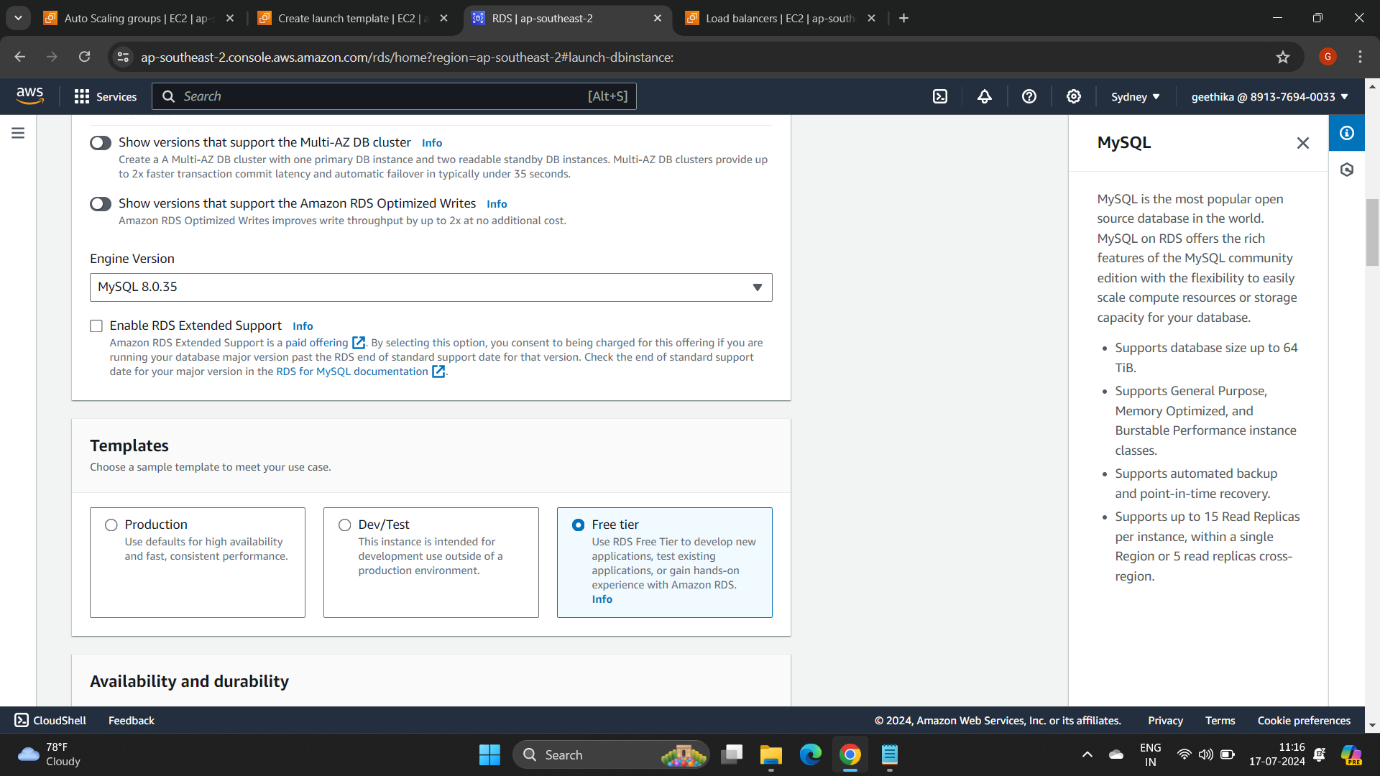 Auto Scaling groups | EC2 | ap-s
Create launch template | EC2 | a
RDS | ap-southeast-2
Load balancers | EC2 | ap-south
ap-southeast-2.console.aws.amazon.com/rds/home?region=ap-southeast-2#launch-dbinstance:
G
aws
Services
Search
[Alt+S]
Sydney
geethika @ 8913-7694-0033
Show versions that support the Multi-AZ DB cluster Info
Create a A Multi-AZ DB cluster with one primary DB instance and two readable standby DB instances. Multi-AZ DB clusters provide up
to 2x faster transaction commit latency and automatic failover in typically under 35 seconds.
Show versions that support the Amazon RDS Optimized Writes Info
Amazon RDS Optimized Writes improves write throughput by up to 2x at no additional cost.
Engine Version
MySQL 8.0.35
Enable RDS Extended Support Info
Amazon RDS Extended Support is a paid offering. By selecting this option, you consent to being charged for this offering if you are
running your database major version past the RDS end of standard support date for that version. Check the end of standard support
date for your major version in the RDS for MySQL documentation.
Templates
Choose a sample template to meet your use case.
Production
Use defaults for high availability
and fast, consistent performance.
Dev/Test
This instance is intended for
development use outside of a
production environment.
Free tier
Use RDS Free Tier to develop new
applications, test existing
applications, or gain hands-on
experience with Amazon RDS.
Info
Availability and durability
MySQL
MySQL is the most popular open
source database in the world.
MySQL on RDS offers the rich
features of the MySQL community
edition with the flexibility to easily
scale compute resources or storage
capacity for your database.
• Supports database size up to 64
TiB.
• Supports General Purpose,
Memory Optimized, and
Burstable Performance instance
classes.
• Supports automated backup
and point-in-time recovery.
• Supports up to 15 Read Replicas
per instance, within a single
Region or 5 read replicas cross-
region.
CloudShell
Feedback
© 2024, Amazon Web Services, Inc. or its affiliates.
Privacy
Terms
Cookie preferences
78°F
Cloudy
Search
ENG
IN
11:16
17-07-2024
PRE